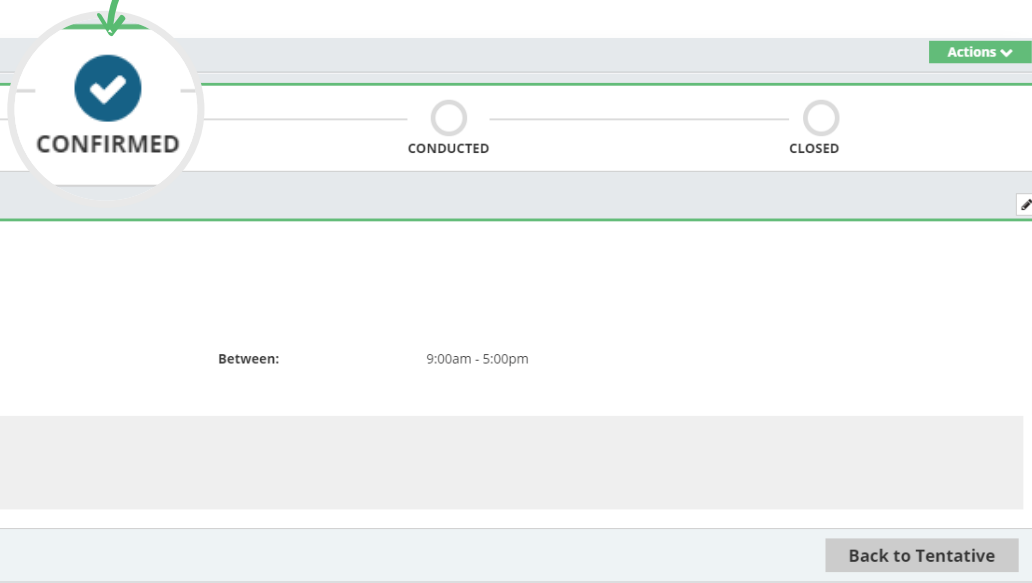 Actions
CONFIRMED
CONDUCTED
CLOSED
Between:
9:00am - 5:00pm
Back to Tentative